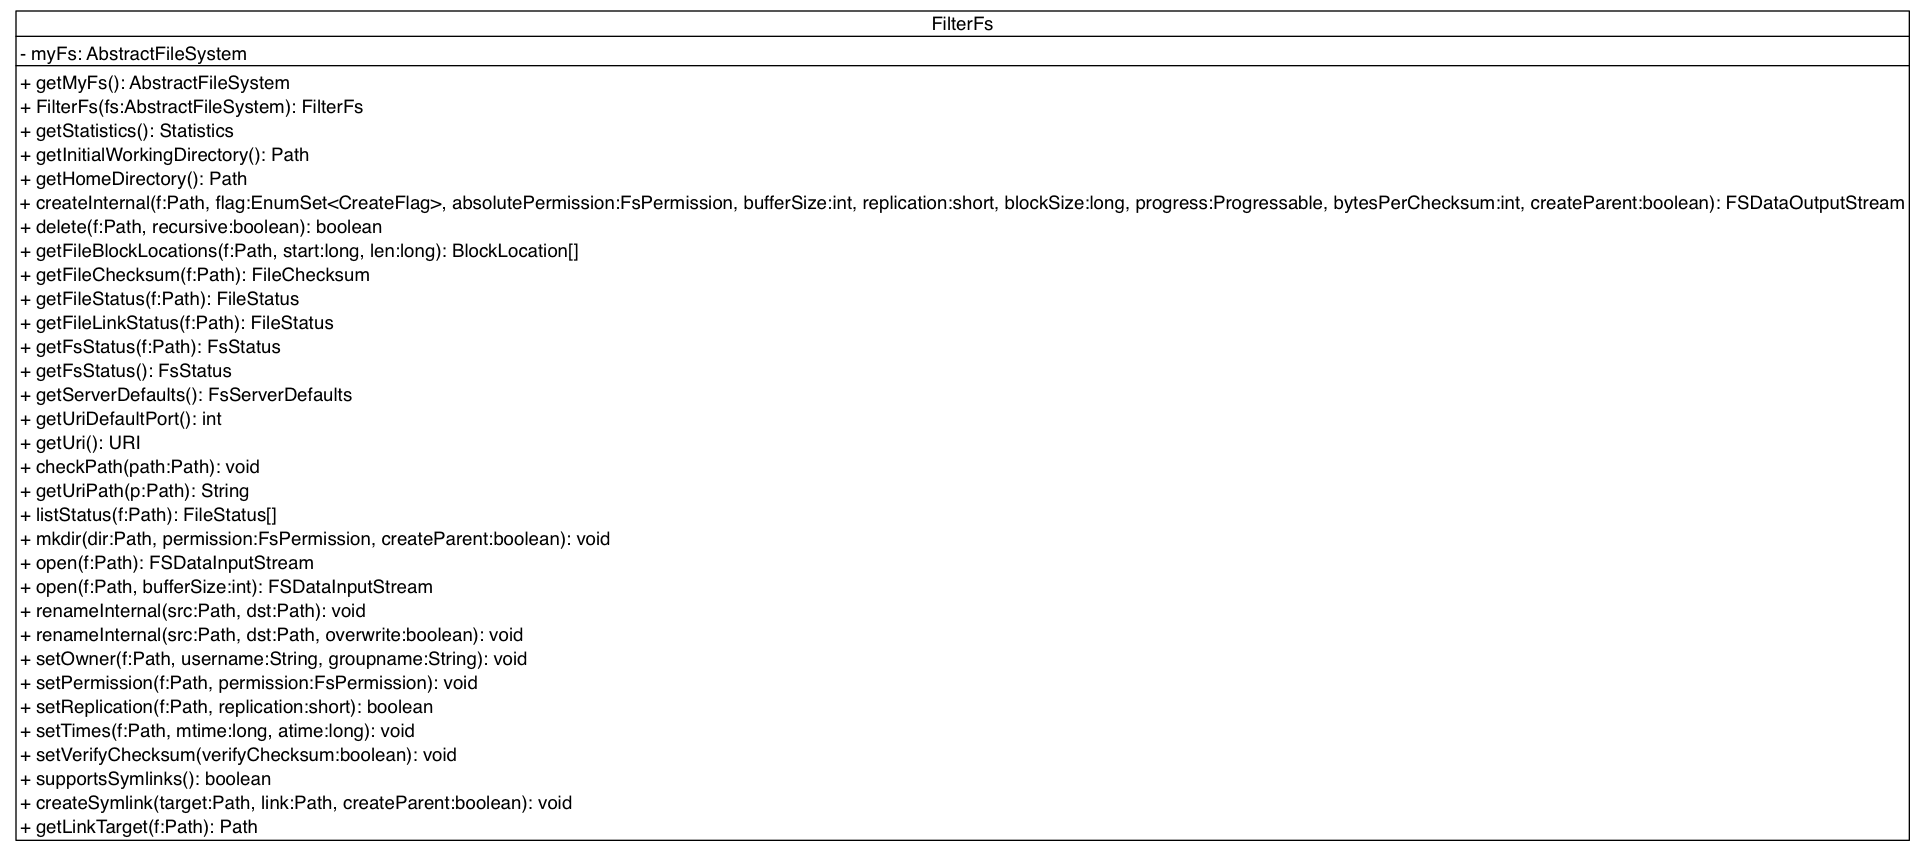 FilterFs
- myFs: AbstractFileSystem
+ getMyFs(): AbstractFileSystem
+ FilterFs(fs:AbstractFileSystem): FilterFs
+ getStatistics(): Statistics
+ getInitialWorkingDirectory(): Path
+ getHomeDirectory(): Path
+ createInternal(f:Path, flag:EnumSet<CreateFlag>, absolutePermission:FsPermission, bufferSize:int, replication:short, blockSize:long, progress:Progressable, bytesPerChecksum:int, createParent:boolean): FSDataOutputStream
+ delete(f:Path, recursive:boolean): boolean
+ getFileBlockLocations(f:Path, start:long, len:long): BlockLocation[]
+ getFileChecksum(f:Path): FileChecksum
+ getFileStatus(f:Path): FileStatus
+ getFileLinkStatus(f:Path): FileStatus
+ getFsStatus(f:Path): FsStatus
+ getFsStatus(): FsStatus
+ getServerDefaults(): FsServerDefaults
+ getUriDefaultPort(): int
+ getUri(): URI
+ checkPath(path:Path): void
+ getUriPath(p:Path): String
+ listStatus(f:Path): FileStatus[]
+ mkdir(dir:Path, permission:FsPermission, createParent:boolean): void
+ open(f:Path): FSDataInputStream
+ open(f:Path, bufferSize:int): FSDataInputStream
+ renameInternal(src:Path, dst:Path): void
+ renameInternal(src:Path, dst:Path, overwrite:boolean): void
+ setOwner(f:Path, username:String, groupname:String): void
+ setPermission(f:Path, permission:FsPermission): void
+ setReplication(f:Path, replication:short): boolean
+ setTimes(f:Path, mtime:long, atime:long): void
+ setVerifyChecksum(verifyChecksum:boolean): void
+ supportsSymlinks(): boolean
+ createSymlink(target:Path, link:Path, createParent:boolean): void
+ getLinkTarget(f:Path): Path